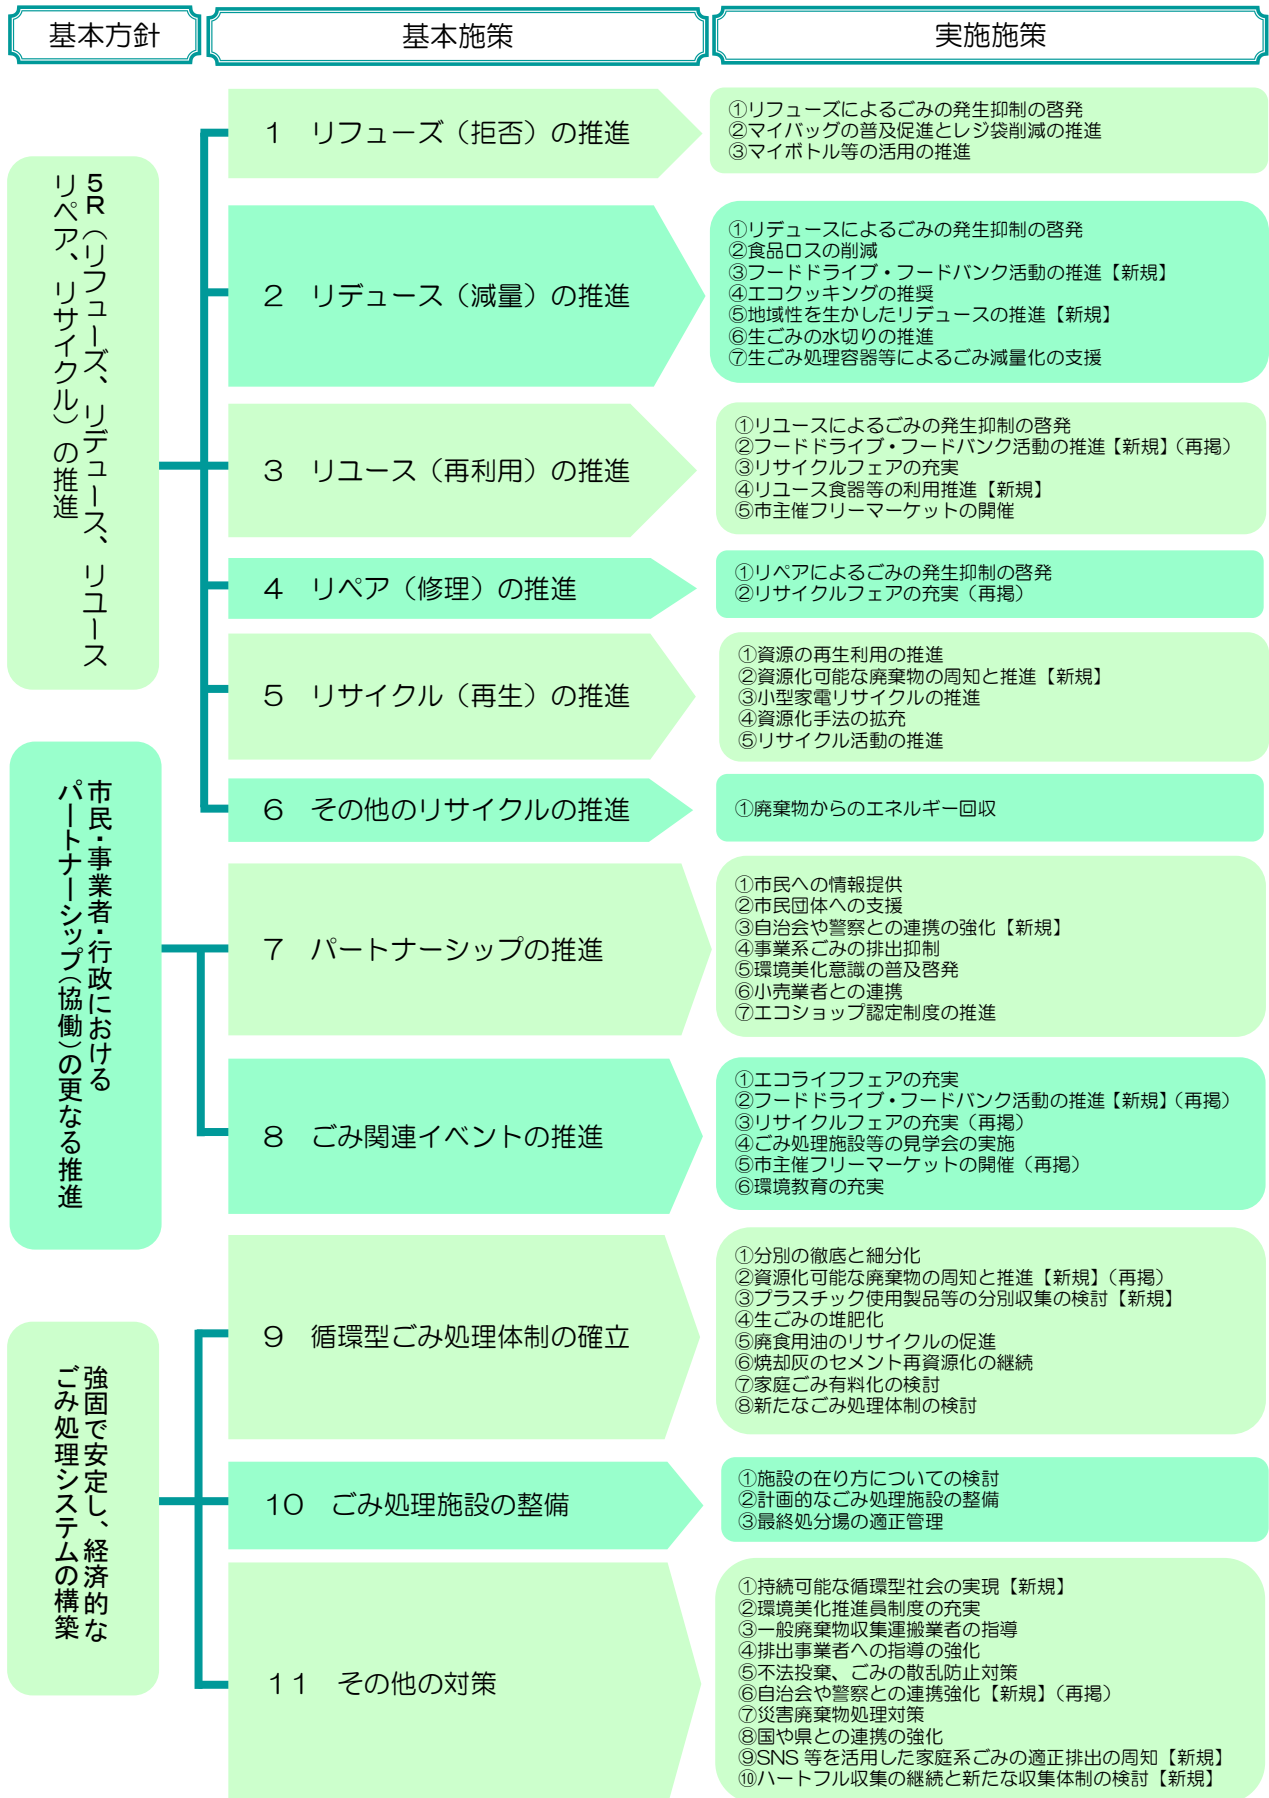 基本方針
基本施策
実施施策
5R（リフューズ、リデュース、リユース
リペア、リサイクル）の推進
1　リフューズ（拒否）の推進
①リフューズによるごみの発生抑制の啓発
②マイバッグの普及促進とレジ袋削減の推進
③マイボトル等の活用の推進
2　リデュース（減量）の推進
①リデュースによるごみの発生抑制の啓発
②食品ロスの削減
③フードドライブ・フードバンク活動の推進【新規】
④エコクッキングの推奨
⑤地域性を生かしたリデュースの推進【新規】
⑥生ごみの水切りの推進
⑦生ごみ処理容器等によるごみ減量化の支援
3　リユース（再利用）の推進
①リユースによるごみの発生抑制の啓発
②フードドライブ・フードバンク活動の推進【新規】（再掲）
③リサイクルフェアの充実
④リユース食器等の利用推進【新規】
⑤市主催フリーマーケットの開催
4　リペア（修理）の推進
①リペアによるごみの発生抑制の啓発
②リサイクルフェアの充実（再掲）
5　リサイクル（再生）の推進
①資源の再生利用の推進
②資源化可能な廃棄物の周知と推進【新規】
③小型家電リサイクルの推進
④資源化手法の拡充
⑤リサイクル活動の推進
6　その他のリサイクルの推進
①廃棄物からのエネルギー回収
市民・事業者・行政における
パートナーシップ（協働）の更なる推進
7　パートナーシップの推進
①市民への情報提供
②市民団体への支援
③自治会や警察との連携の強化【新規】
④事業系ごみの排出抑制
⑤環境美化意識の普及啓発
⑥小売業者との連携
⑦エコショップ認定制度の推進
8　ごみ関連イベントの推進
①エコライフフェアの充実
②フードドライブ・フードバンク活動の推進【新規】（再掲）
③リサイクルフェアの充実（再掲）
④ごみ処理施設等の見学会の実施
⑤市主催フリーマーケットの開催（再掲）
⑥環境教育の充実
強固で安定し、経済的な
ごみ処理システムの構築
9　循環型ごみ処理体制の確立
①分別の徹底と細分化
②資源化可能な廃棄物の周知と推進【新規】（再掲）
③プラスチック使用製品等の分別収集の検討【新規】
④生ごみの堆肥化
⑤廃食用油のリサイクルの促進
⑥焼却灰のセメント再資源化の継続
⑦家庭ごみ有料化の検討
⑧新たなごみ処理体制の検討
10　ごみ処理施設の整備
①施設の在り方についての検討
②計画的なごみ処理施設の整備
③最終処分場の適正管理
11　その他の対策
①持続可能な循環型社会の実現【新規】
②環境美化推進員制度の充実
③一般廃棄物収集運搬業者の指導
④排出事業者への指導の強化
⑤不法投棄、ごみの散乱防止対策
⑥自治会や警察との連携強化【新規】（再掲）
⑦災害廃棄物処理対策
⑧国や県との連携の強化
⑨SNS 等を活用した家庭系ごみの適正排出の周知【新規】
⑩ハートフル収集の継続と新たな収集体制の検討【新規】